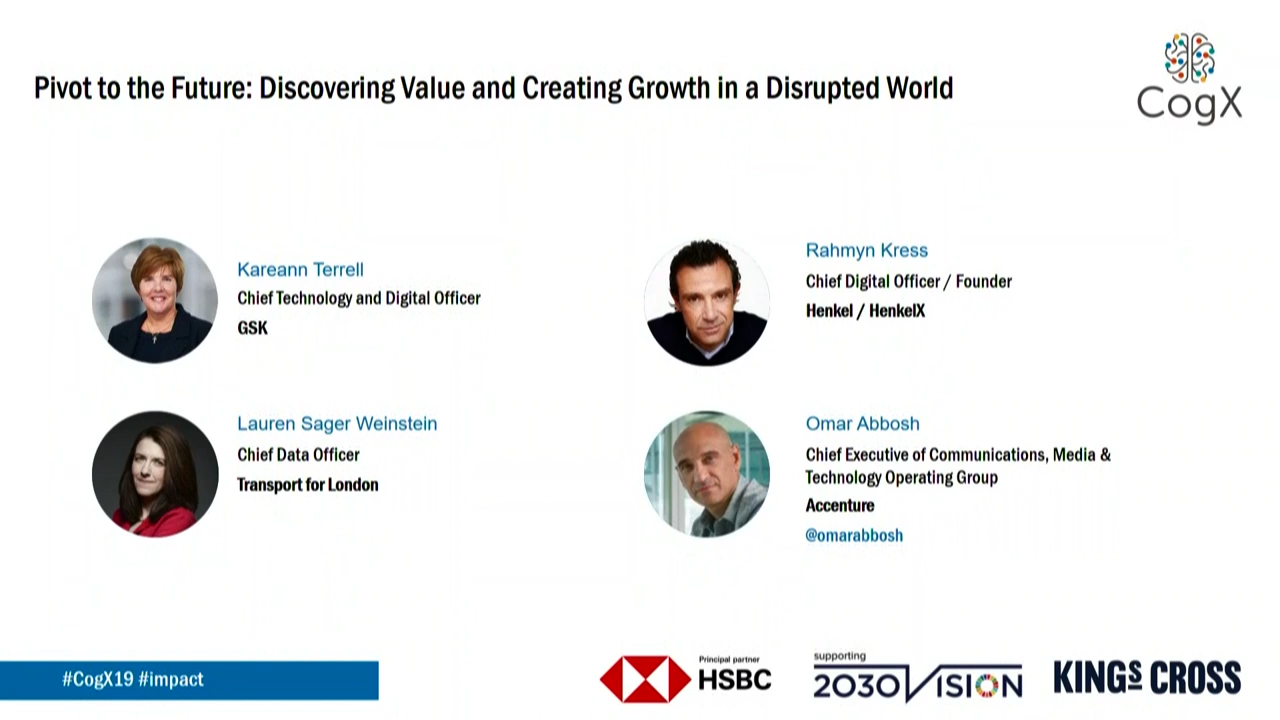 Pivot to the Future: Discovering Value and Creating Growth in a Disrupted World
CogX
Kareann Terrell
Chief Technology and Digital Officer
GSK
Rahmyn Kress
Chief Digital Officer / Founder
Henkel / HenkelX
Lauren Sager Weinstein
Chief Data Officer
Transport for London
Omar Abbosh
Chief Executive of Communications, Media &
Technology Operating Group
Accenture
@omarabbosh
#CogX19 #impact
Principal partner
HSBC
supporting
2030VISION
KINGS CROSS